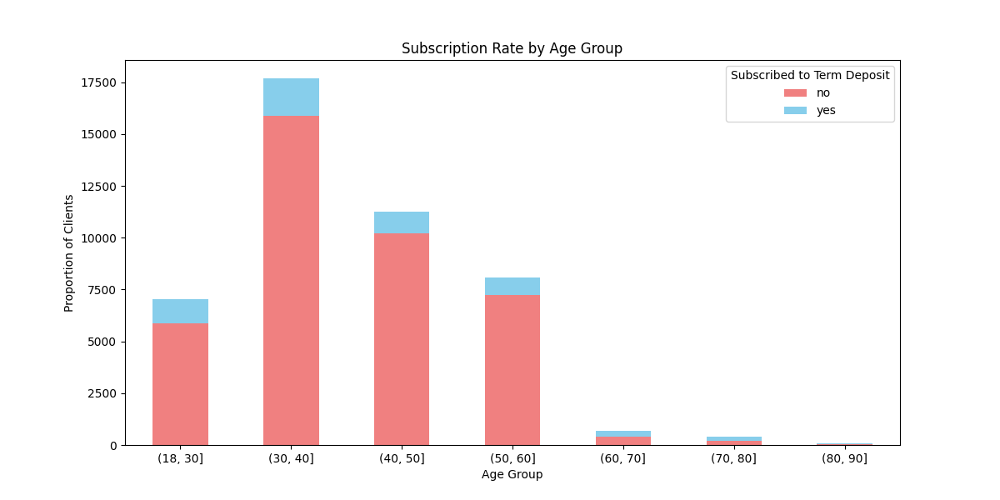 Subscription Rate by Age Group
Subscribed to Term Deposit
no
yes
Proportion of Clients
17500
15000
12500
10000
7500
5000
2500
0
(18, 30]
(30, 40]
(40, 50]
(50, 60]
(60, 70]
(70, 80]
(80, 90]
Age Group